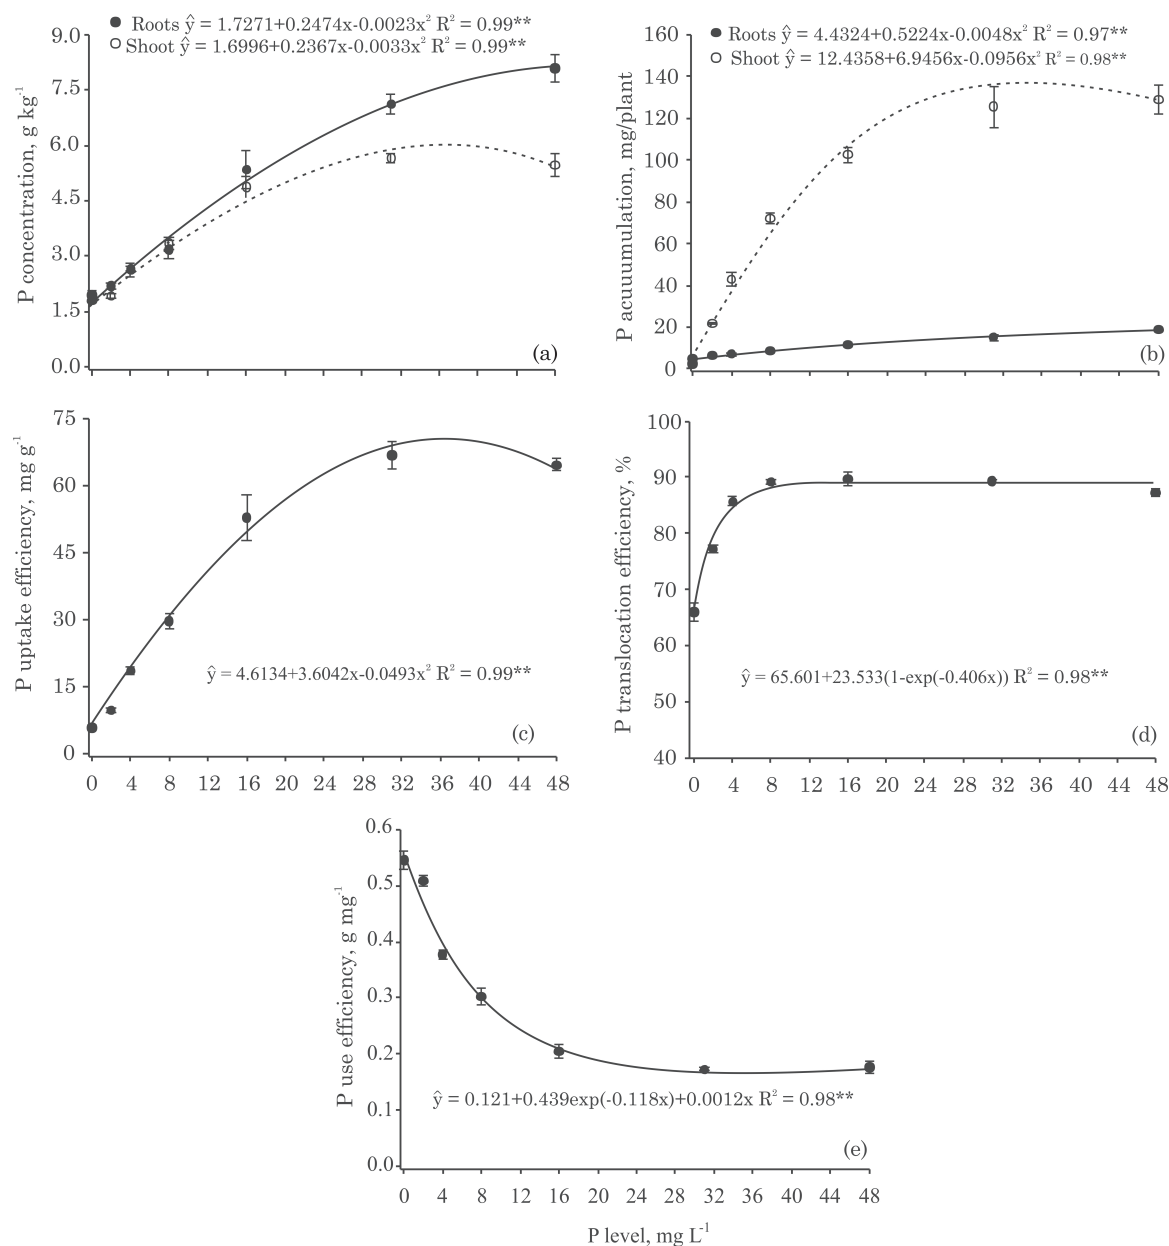 Roots ŷ = 1.7271+0.2474x-0.0023x² R² = 0.99**
Shoot ŷ = 1.6996+0.2367x-0.0033x² R² = 0.99**
9.0
7.5
6.0
4.5
3.0
1.5
0.0
P concentration, g kg⁻¹
(a)
Roots ŷ = 4.4324+0.5224x-0.0048x² R² = 0.97**
Shoot ŷ = 12.4358+6.9456x-0.0956x² R² = 0.98**
160
140
120
100
80
60
40
20
0
P acuuumulation, mg/plant
(b)
75
60
45
30
15
0
P uptake efficiency, mg g⁻¹
ŷ = 4.6134+3.6042x-0.0493x² R² = 0.99**
(c)
0 4 8 12 16 20 24 28 32 36 40 44 48
100
90
80
70
60
50
40
P translocation efficiency, %
ŷ = 65.601+23.533(1-exp(-0.406x)) R² = 0.98**
(d)
0 4 8 12 16 20 24 28 32 36 40 44 48
0.6
0.5
0.4
0.3
0.2
0.1
0.0
P use efficiency, g mg⁻¹
ŷ = 0.121+0.439exp(-0.118x)+0.0012x R² = 0.98**
(e)
0 4 8 16 16 20 24 28 32 36 40 44 48
P level, mg L⁻¹